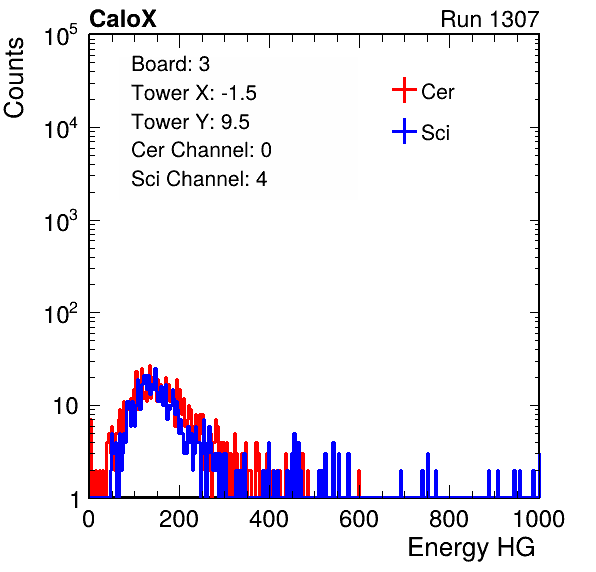 CaloX Run 1307
Counts
Board: 3
Tower X: -1.5
Tower Y: 9.5
Cer Channel: 0
Sci Channel: 4
Cer
Sci
10^5
10^4
10^3
10^2
10
1
0 200 400 600 800 1000
Energy HG